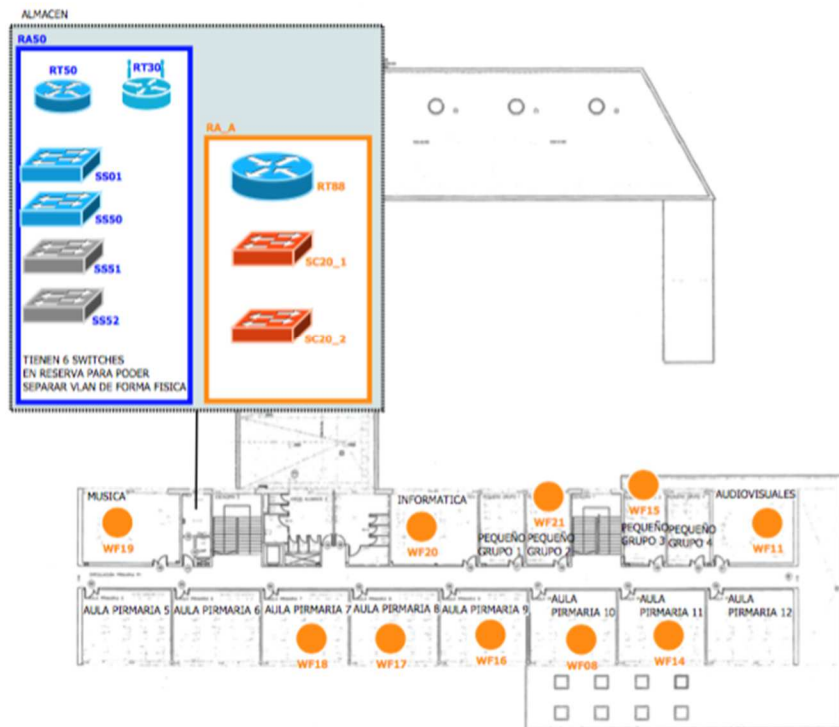 ALMACEN
RA50
RT50
RT30
RA_A
SS01
RT88
SS50
SS51
SC20_1
SS52
SC20_2
TIENEN 6 SWITCHES
EN RESERVA PARA PODER
SEPARAR VLAN DE FORMA FISICA
MUSICA
INFORMATICA
AUDIOVISUALES
WF19
WF20
WF21
WF15
WF11
PEQUEÑO
GRUPO 1
PEQUEÑO
GRUPO 2
PEQUEÑO
GRUPO 3
PEQUEÑO
GRUPO 4
AULA PIRMARIA 5
AULA PIRMARIA 6
AULA PIRMARIA 7
AULA PIRMARIA 8
AULA PIRMARIA 9
AULA
PIRMARIA 10
AULA
PIRMARIA 11
AULA
PIRMARIA 12
WF18
WF17
WF16
WF08
WF14